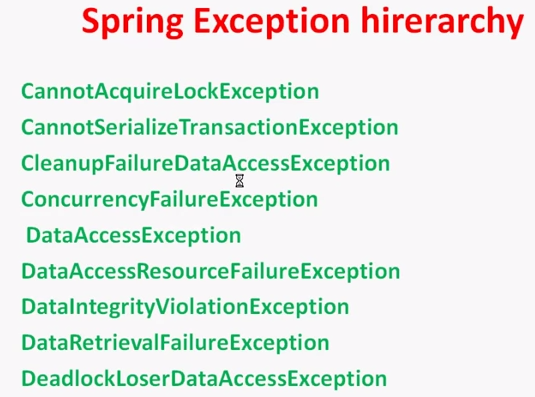 Spring Exception hirerarchy
CannotAcquireLockException
CannotSerializeTransactionException
CleanupFailureDataAccessException
ConcurrencyFailureException
DataAccessException
DataAccessResourceFailureException
DataIntegrityViolationException
DataRetrievalFailureException
DeadlockLoserDataAccessException